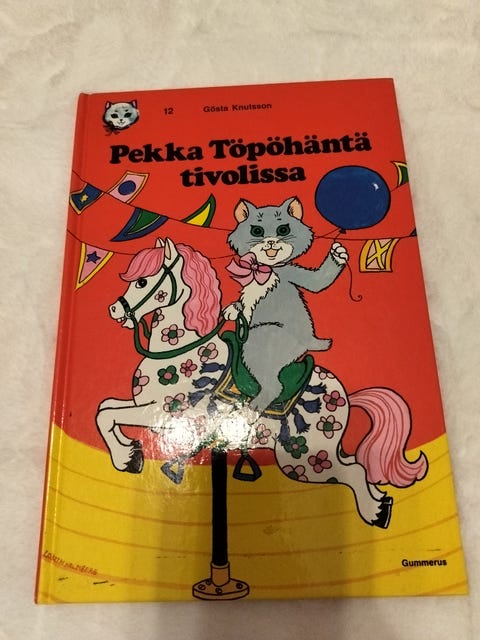 12 Gösta Knutsson
Pekka Töpöhäntä
tivolissa
Gummerus